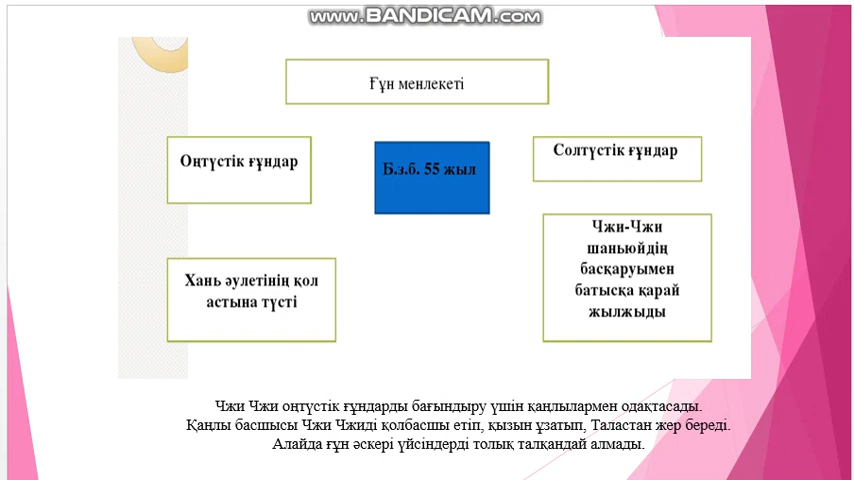 www.BANDICAM.com
Ғұн менлекеті
Оңтүстік ғұндар
Б.з.б. 55 жыл
Солтүстік ғұндар
Хань әулетінің қол
астына түсті
Чжи-Чжи
шаньюйдің
басқаруымен
батысқа қарай
жылжыды
Чжи Чжи оңтүстік ғұндарды бағындыру үшін қаңлылармен одақтасады.
Қаңлы басшысы Чжи Чжиді қолбасшы етіп, қызын ұзатып, Таластан жер береді.
Алайда ғұн әскері үйсіндерді толық талқандай алмады.